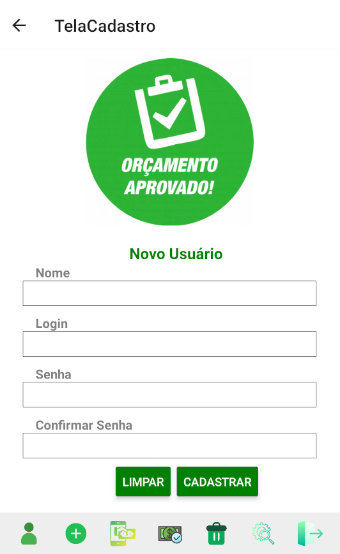 TelaCadastro
ORÇAMENTO
APROVADO!
Novo Usuário
Nome
Login
Senha
Confirmar Senha
LIMPAR CADASTRAR